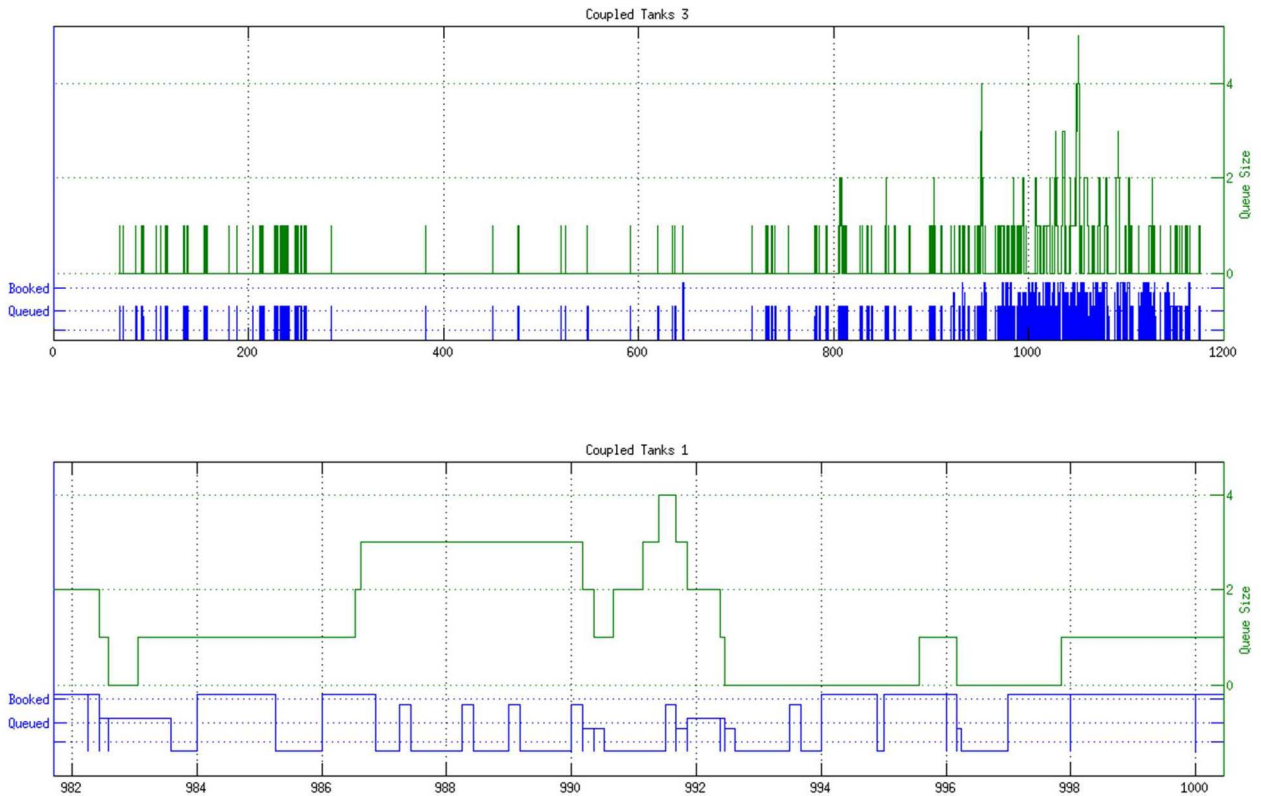 Coupled Tanks 3
4
2
0
Queue Size
Booked
Queued
0 200 400 600 800 1000 1200
Coupled Tanks 1
4
2
0
Queue Size
Booked
Queued
982 984 986 988 990 992 994 996 998 1000